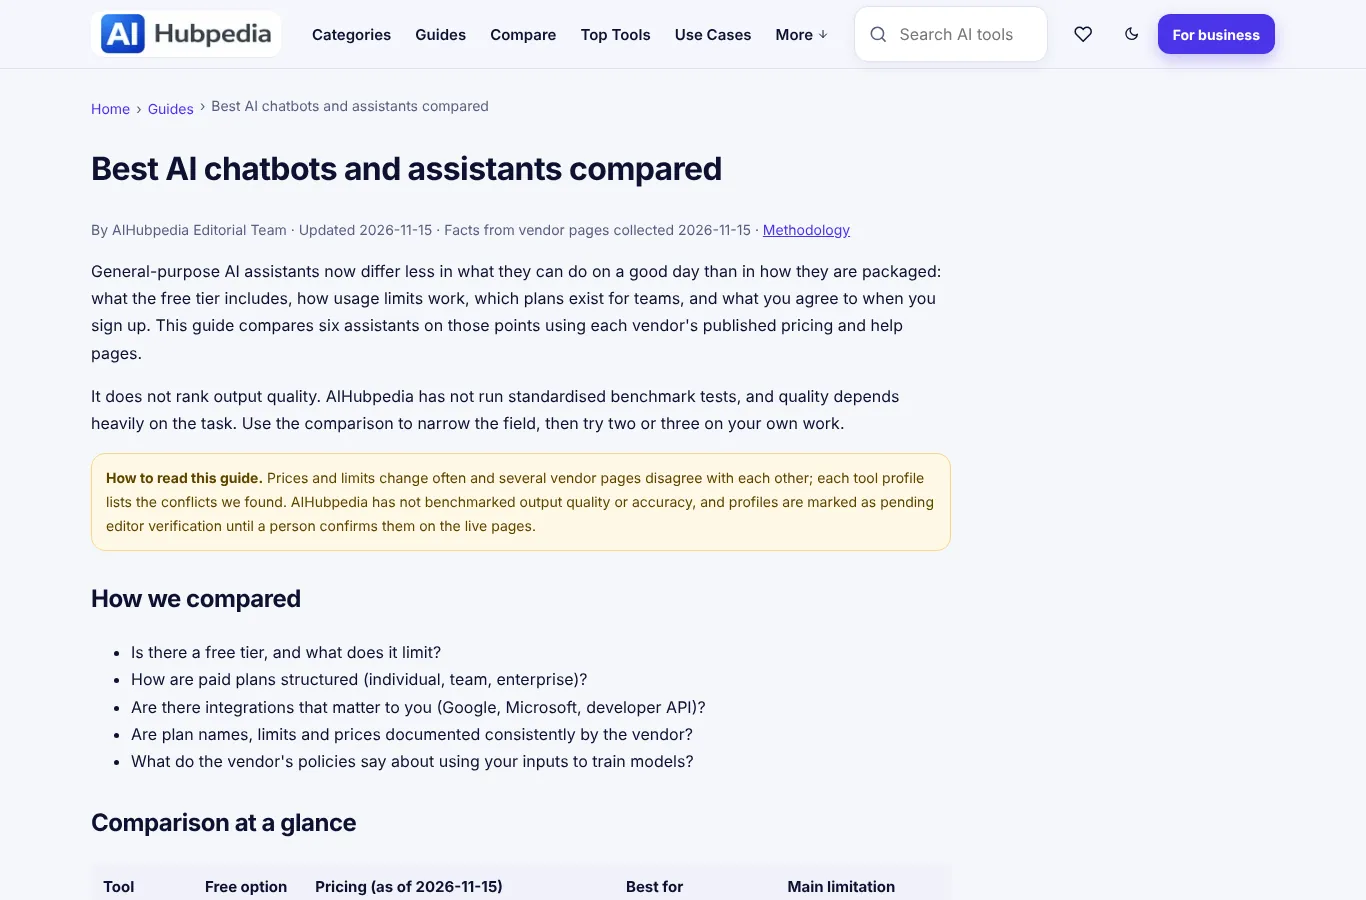 AI Hubpedia
Categories
Guides
Compare
Top Tools
Use Cases
More ↓
Search AI tools
For business
Home › Guides › Best AI chatbots and assistants compared
Best AI chatbots and assistants compared
By AIHubpedia Editorial Team · Updated 2026-11-15 · Facts from vendor pages collected 2026-11-15 · Methodology
General-purpose AI assistants now differ less in what they can do on a good day than in how they are packaged:
what the free tier includes, how usage limits work, which plans exist for teams, and what you agree to when you
sign up. This guide compares six assistants on those points using each vendor's published pricing and help
pages.
It does not rank output quality. AIHubpedia has not run standardised benchmark tests, and quality depends
heavily on the task. Use the comparison to narrow the field, then try two or three on your own work.
How to read this guide. Prices and limits change often and several vendor pages disagree with each other; each tool profile
lists the conflicts we found. AIHubpedia has not benchmarked output quality or accuracy, and profiles are marked as pending
editor verification until a person confirms them on the live pages.
How we compared
• Is there a free tier, and what does it limit?
• How are paid plans structured (individual, team, enterprise)?
• Are there integrations that matter to you (Google, Microsoft, developer API)?
• Are plan names, limits and prices documented consistently by the vendor?
• What do the vendor's policies say about using your inputs to train models?
Comparison at a glance
Tool
Free option
Pricing (as of 2026-11-15)
Best for
Main limitation